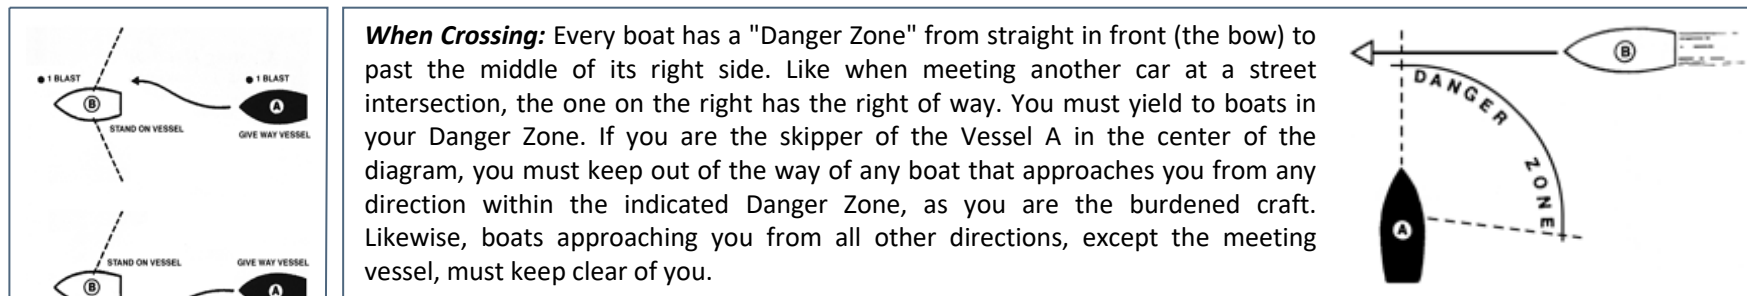 ● 1 BLAST
● 1 BLAST
B
A
STAND ON VESSEL
GIVE WAY VESSEL
STAND ON VESSEL
GIVE WAY VESSEL
B
A
When Crossing: Every boat has a "Danger Zone" from straight in front (the bow) to
past the middle of its right side. Like when meeting another car at a street
intersection, the one on the right has the right of way. You must yield to boats in
your Danger Zone. If you are the skipper of the Vessel A in the center of the
diagram, you must keep out of the way of any boat that approaches you from any
direction within the indicated Danger Zone, as you are the burdened craft.
Likewise, boats approaching you from all other directions, except the meeting
vessel, must keep clear of you.
B
DANGER ZONE
A